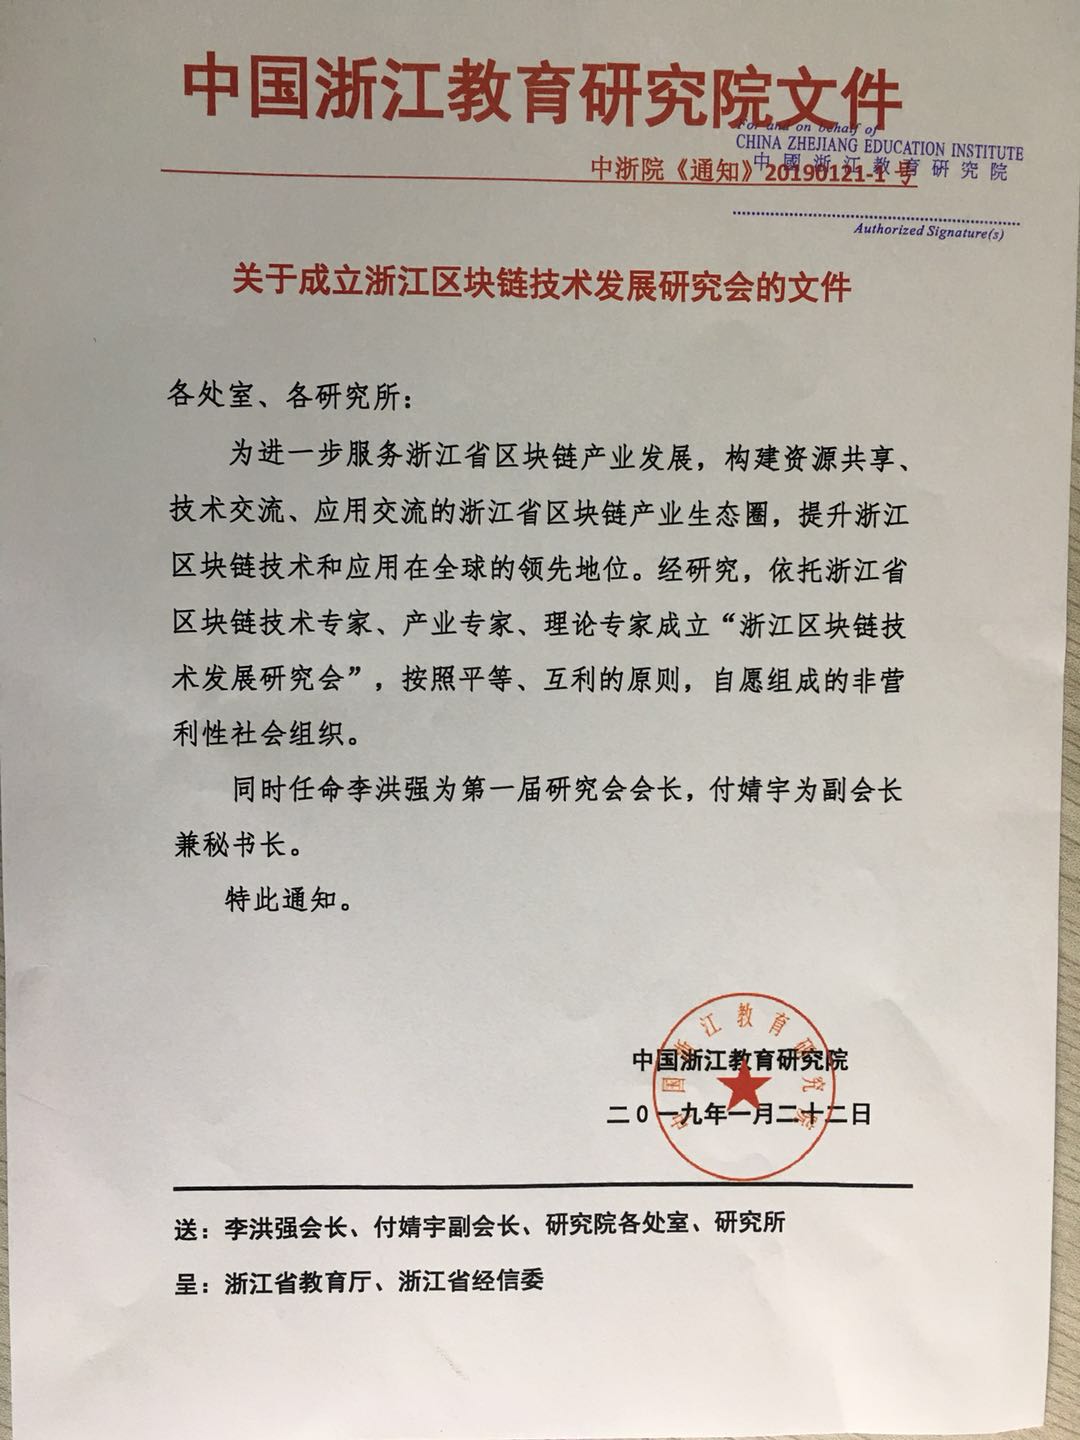 中国浙江教育研究院文件
For and on behalf of
CHINA ZHEJIANG EDUCATION INSTITUTE
中國浙江教育研究院
中浙院《通知》20190121-1号
Authorized Signature(s)
关于成立浙江区块链技术发展研究会的文件
各处室、各研究所：
为进一步服务浙江省区块链产业发展，构建资源共享、
技术交流、应用交流的浙江省区块链产业生态圈，提升浙江
区块链技术和应用在全球的领先地位。经研究，依托浙江省
区块链技术专家、产业专家、理论专家成立“浙江区块链技
术发展研究会”，按照平等、互利的原则，自愿组成的非营
利性社会组织。
同时任命李洪强为第一届研究会会长，付婧宇为副会长
兼秘书长。
特此通知。
中国浙江教育研究院
中国浙江教育研究院
二0一九年一月二十二日
送：李洪强会长、付婧宇副会长、研究院各处室、研究所
呈：浙江省教育厅、浙江省经信委